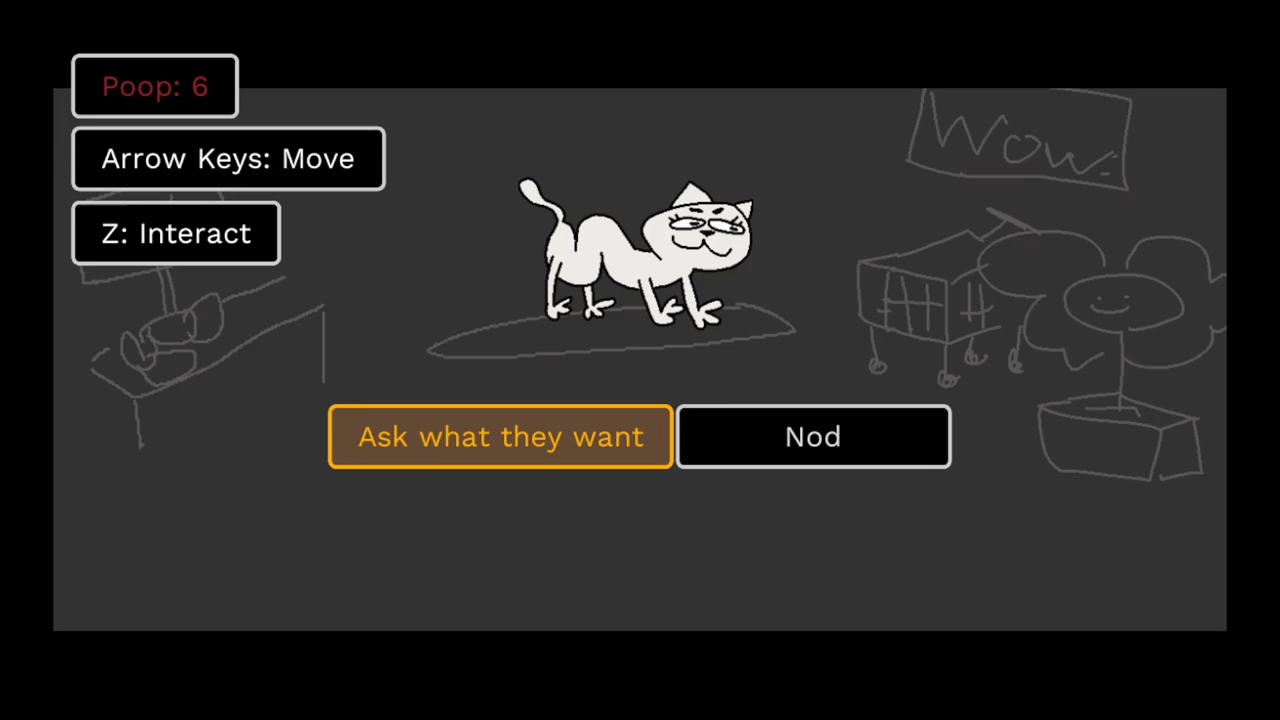 Poop: 6
Arrow Keys: Move
Z: Interact
Wow.
Ask what they want
Nod